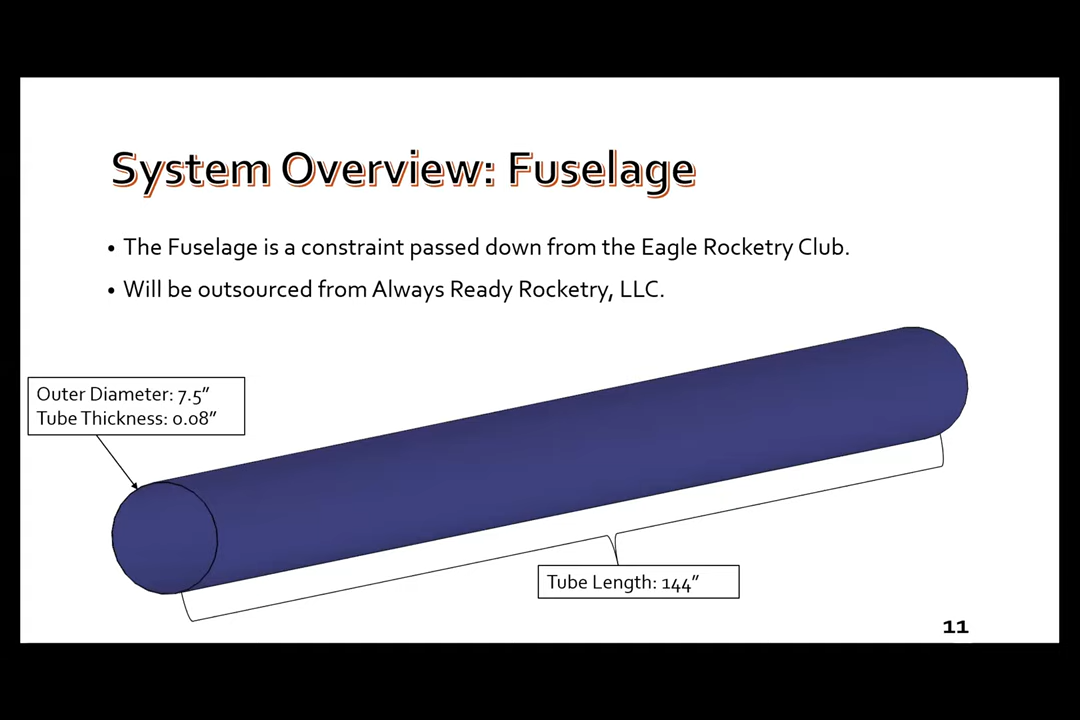 System Overview: Fuselage
• The Fuselage is a constraint passed down from the Eagle Rocketry Club.
• Will be outsourced from Always Ready Rocketry, LLC.
Outer Diameter: 7.5”
Tube Thickness: 0.08”
Tube Length: 144”
11